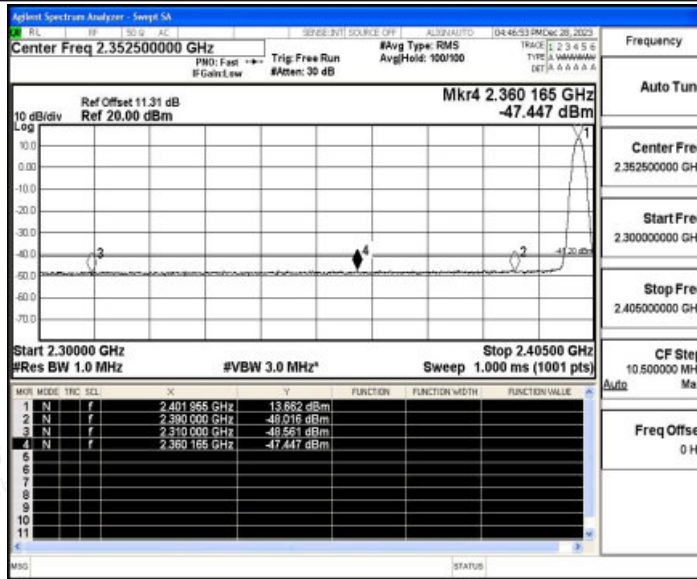 Agilent Spectrum Analyzer - Swept SA
RL RF 50 Ω AC SENSE:INT SOURCE OFF ALIGNAUTO 04:46:53 PM Dec 28, 2023
Center Freq 2.352500000 GHz
PNO: Fast Trig: Free Run
IFGain:Low #Atten: 30 dB
#Avg Type: RMS
Avg|Hold: 100/100
TRACE 1 2 3 4 5 6
TYPE A WWWWW
DET A A A A A A
Frequency
Auto Tun
Ref Offset 11.31 dB
10 dB/div Ref 20.00 dBm
Mkr4 2.360 165 GHz
-47.447 dBm
Log
10.0
0.00
-10.0
-20.0
-30.0
-40.0
-50.0
-60.0
-70.0
1
2
3
4
-41.20 dBm
Center Fre
2.352500000 GH
Start Fre
2.300000000 GH
Stop Fre
2.405000000 GH
Start 2.30000 GHz Stop 2.40500 GHz
#Res BW 1.0 MHz #VBW 3.0 MHz* Sweep 1.000 ms (1001 pts)
CF Step
10.500000 MH
Auto Ma
MKR MODE TRC SCL X Y FUNCTION FUNCTION WIDTH FUNCTION VALUE
1 N f 2.401 955 GHz 13.662 dBm
2 N f 2.390 000 GHz -48.016 dBm
3 N f 2.310 000 GHz -48.561 dBm
4 N f 2.360 165 GHz -47.447 dBm
5
6
7
8
9
10
11
Freq Offse
0 H
MSG STATUS